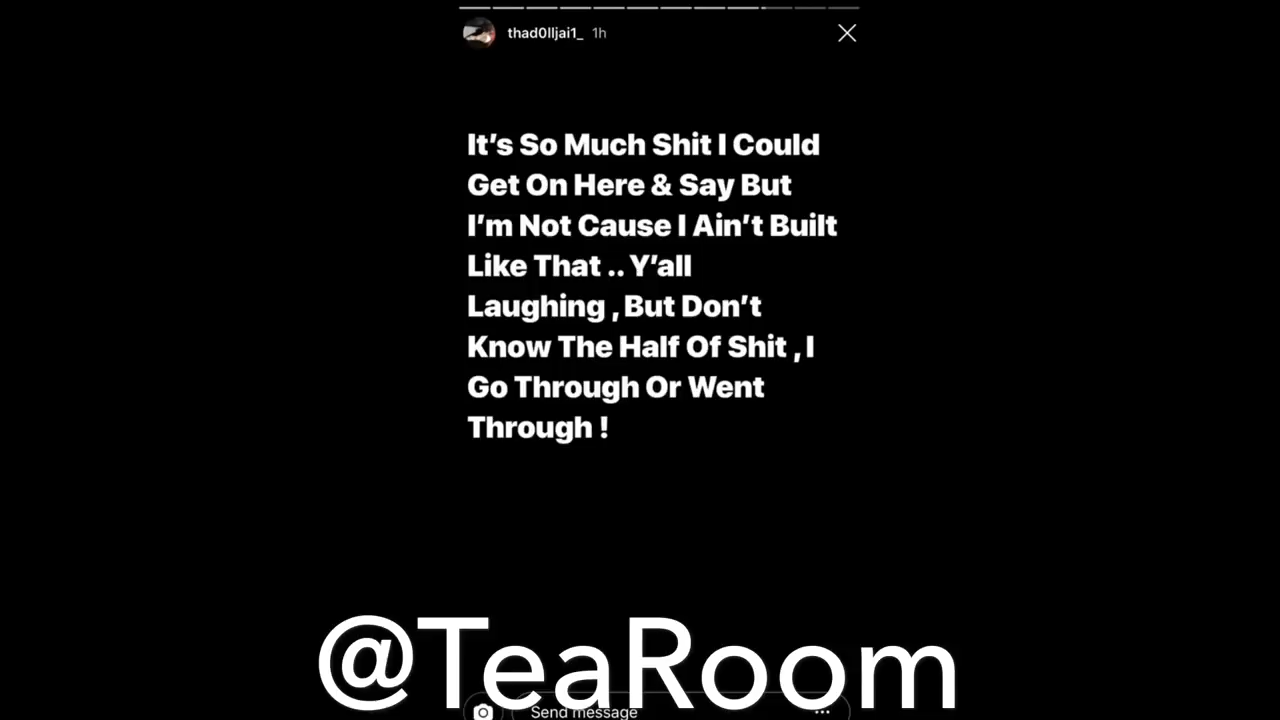 thad0lljai1_ 1h
It's So Much Shit I Could
Get On Here & Say But
I'm Not Cause I Ain't Built
Like That .. Y'all
Laughing , But Don't
Know The Half Of Shit , I
Go Through Or Went
Through !
@TeaRoom
Send message